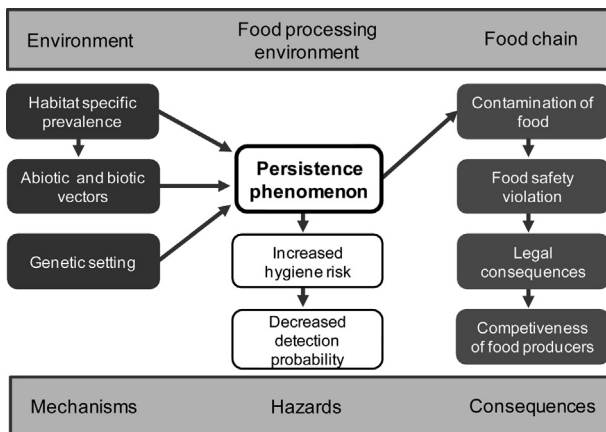 Environment
Food processing
environment
Food chain
Habitat specific
prevalence
Abiotic and biotic
vectors
Genetic setting
Persistence
phenomenon
Increased
hygiene risk
Decreased
detection
probability
Contamination of
food
Food safety
violation
Legal
consequences
Competiveness
of food producers
Mechanisms
Hazards
Consequences